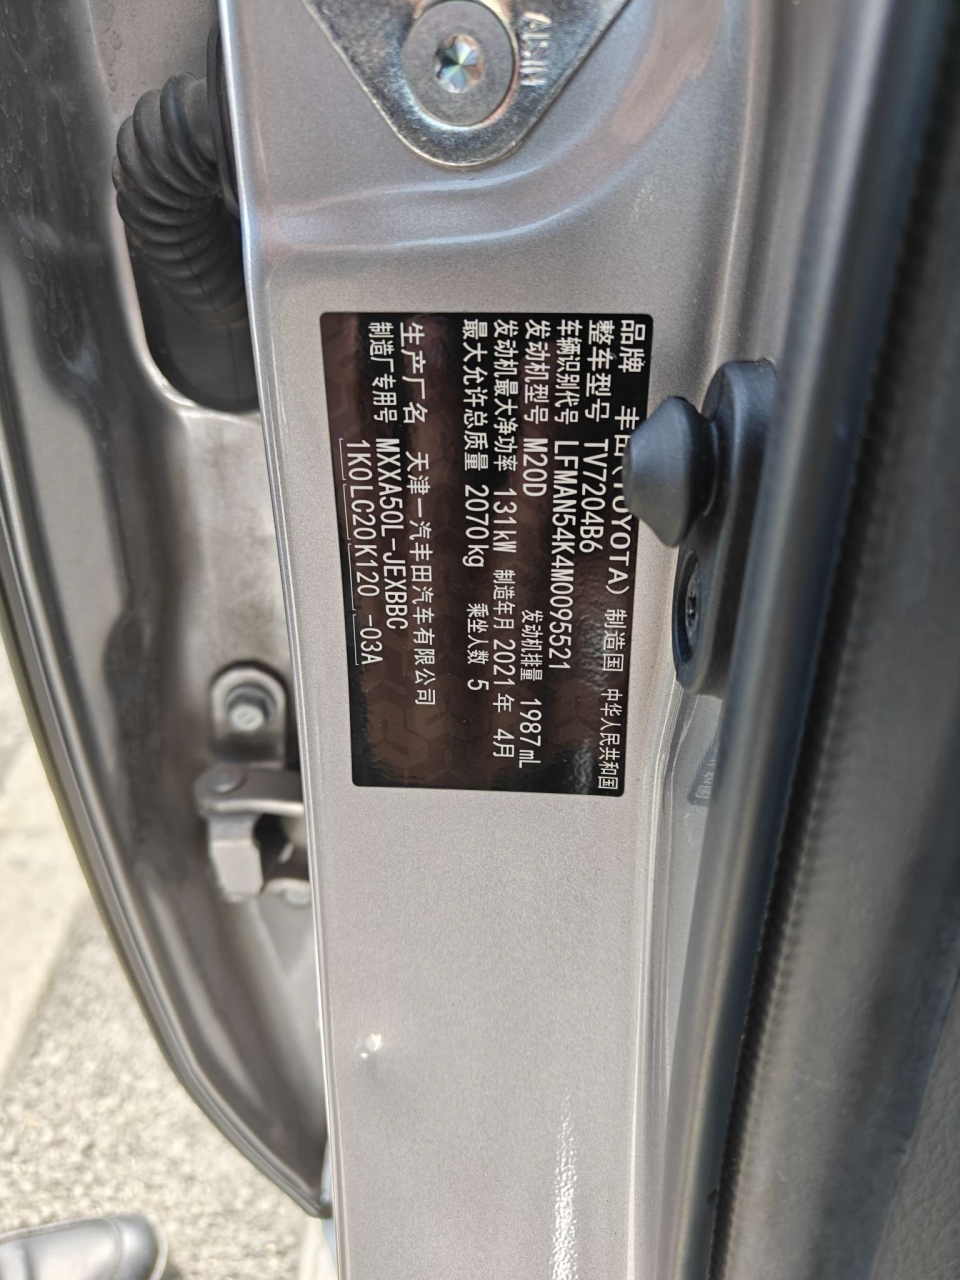 AISIN
品牌 丰田(TOYOTA) 制造国 中华人民共和国
整车型号 TV7204B6
车辆识别代号 LFMAN54K4M0095521
发动机型号 M20D 发动机排量 1987mL
发动机最大净功率 131kW 制造年月 2021年 4月
最大允许总质量 2070kg 乘坐人数 5
生产厂名 天津一汽丰田汽车有限公司
制造厂专用号 MXXA50L-JEXBBC
1K0LC20K120 -03A